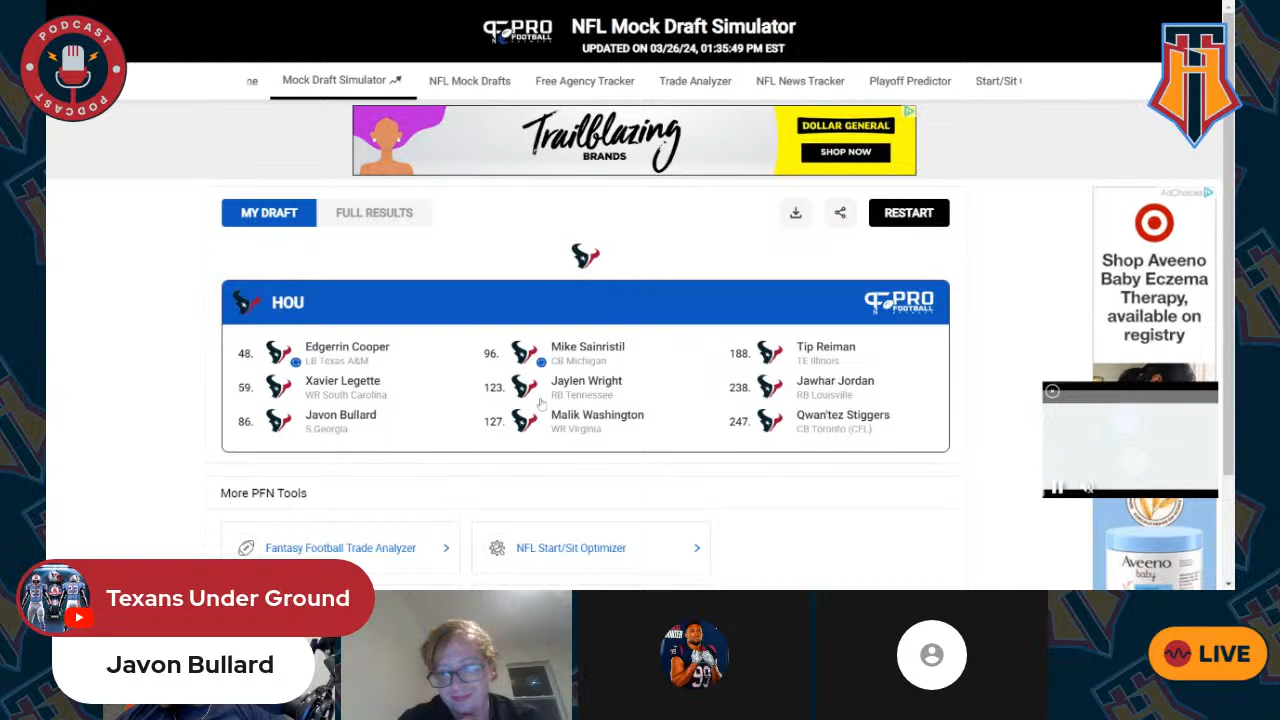 PODCAST
PODCAST
PRO
FOOTBALL
N
NFL Mock Draft Simulator
UPDATED ON 03/26/24, 01:35:49 PM EST
ne
Mock Draft Simulator
NFL Mock Drafts
Free Agency Tracker
Trade Analyzer
NFL News Tracker
Playoff Predictor
Start/Sit
Trailblazing
BRANDS
DOLLAR GENERAL
SHOP NOW
MY DRAFT
FULL RESULTS
RESTART
AdChoices
Shop Aveeno
Baby Eczema
Therapy,
available on
registry
HOU
PRO
FOOTBALL
N
48. Edgerrin Cooper
LB Texas A&M
59. Xavier Legette
WR South Carolina
86. Javon Bullard
S Georgia
96. Mike Sainristil
CB Michigan
123. Jaylen Wright
RB Tennessee
127. Malik Washington
WR Virginia
188. Tip Reiman
TE Illinois
238. Jawhar Jordan
RB Louisville
247. Qwan'tez Stiggers
CB Toronto (CFL)
More PFN Tools
Fantasy Football Trade Analyzer
NFL Start/Sit Optimizer
Aveeno
baby
Texans Under Ground
Javon Bullard
99
LIVE